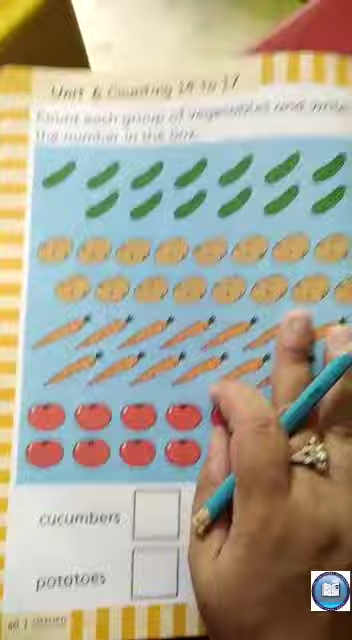 Unit 6 Counting 14 to 17
Count each group of vegetables and write
the number in the box.
cucumbers
potatoes